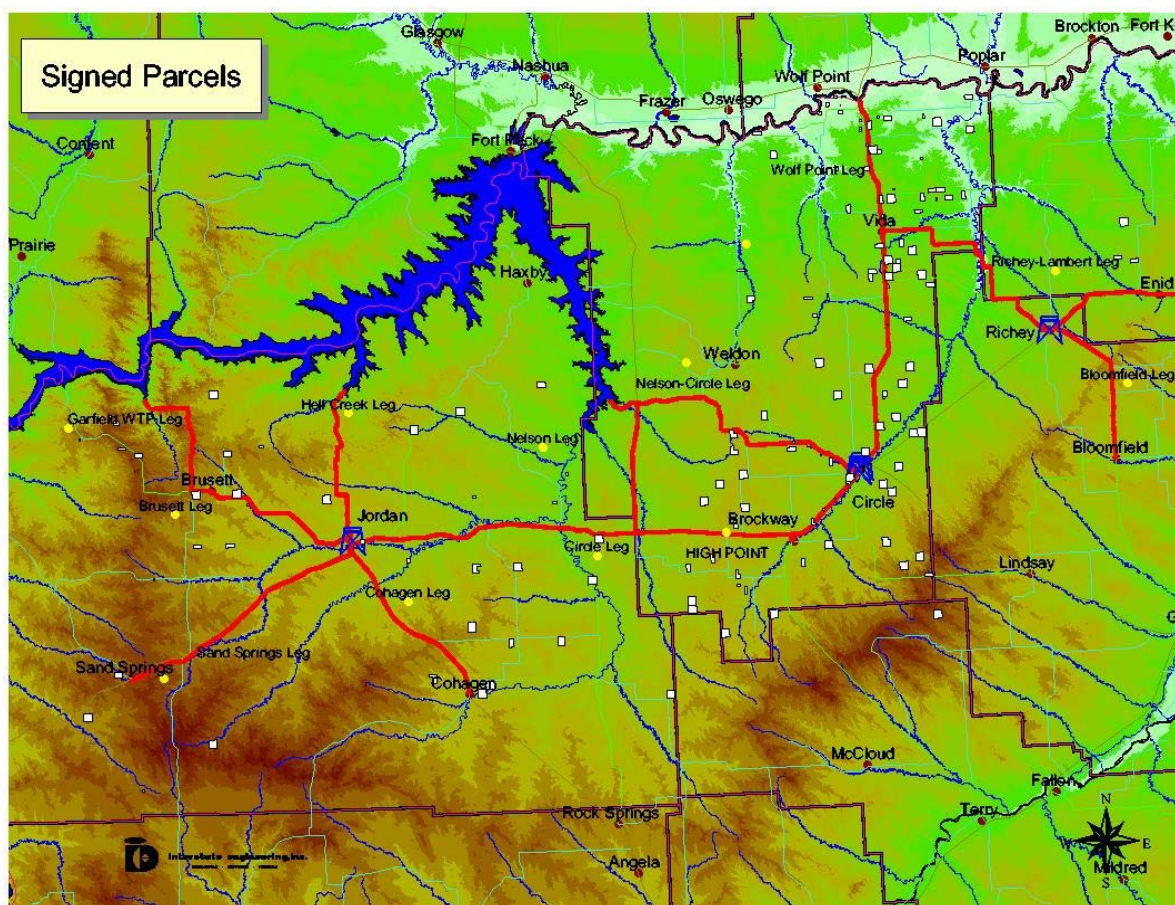 Signed Parcels
Glasgow
Nashua
Brockton
Fort K
Poplar
Wolf Point
Frazer
Oswego
Content
Fort Peck
Wolf Point Leg
Vida
Prairie
Haxby
Richey-Lambert Leg
Enid
Richey
Weldon
Nelson-Circle Leg
Bloomfield Leg
Hell Creek Leg
Garfield WTP Leg
Nelson Leg
Bloomfield
Brusett
Circle
Brusett Leg
Jordan
Brockway
Circle Leg
HIGH POINT
Lindsay
Cohagen Leg
Sand Springs Leg
Sand Springs
Cohagen
McCloud
Fallon
Terry
Rock Springs
N
W
E
S
Interstate engineering, inc.
Angela
Mildred